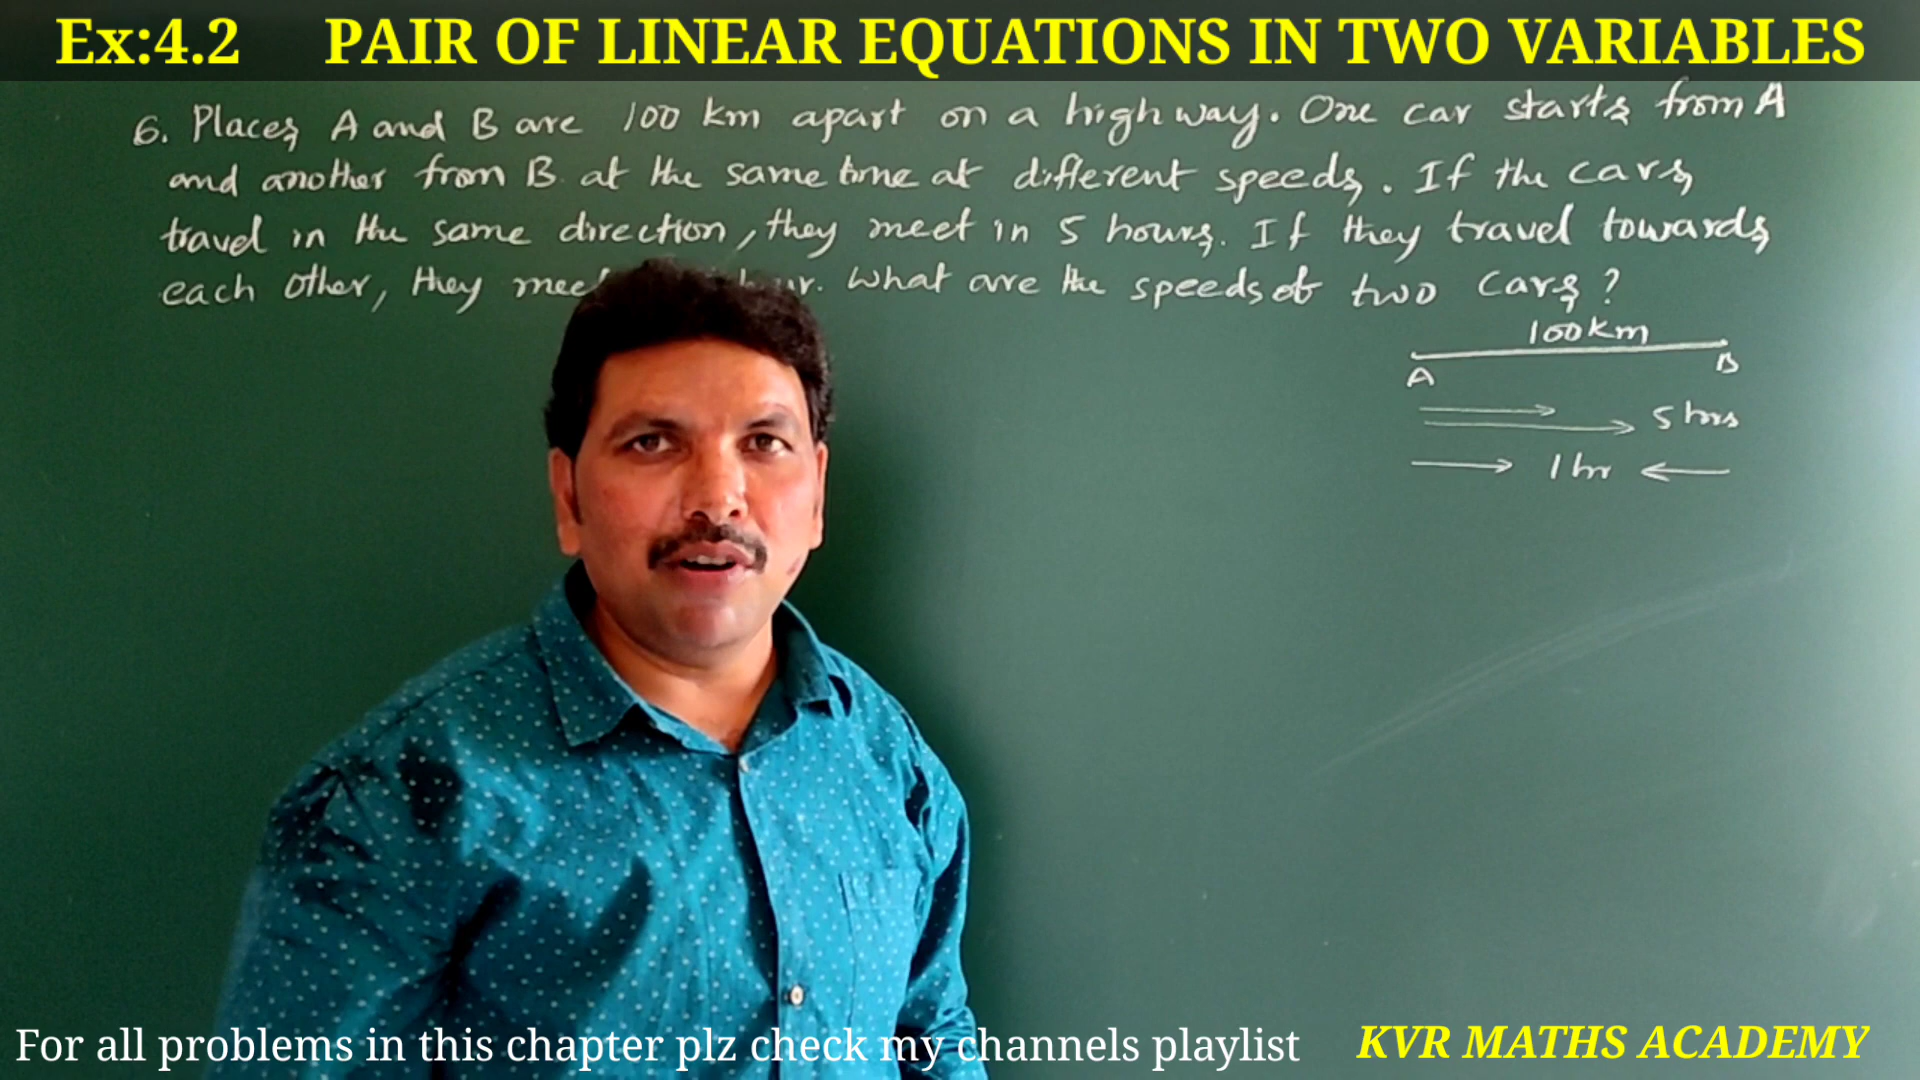 Ex:4.2 PAIR OF LINEAR EQUATIONS IN TWO VARIABLES
6. Places A and B are 100 km apart on a highway. One car starts from A
and another from B at the same time at different speeds. If the cars
travel in the same direction, they meet in 5 hours. If they travel towards
each other, they What are the speeds of two cars?
100km
A B
5 hrs
1 hr
For all problems in this chapter plz check my channels playlist
KVR MATHS ACADEMY